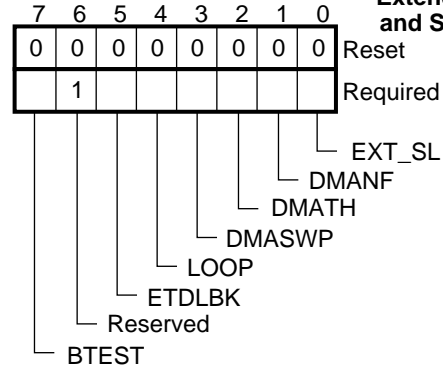 Extend
7 6 5 4 3 2 1 0
and S
0 0 0 0 0 0 0 0 Reset
1 Required
EXT_SL
DMANF
DMATH
DMASWP
LOOP
ETDLBK
Reserved
BTEST